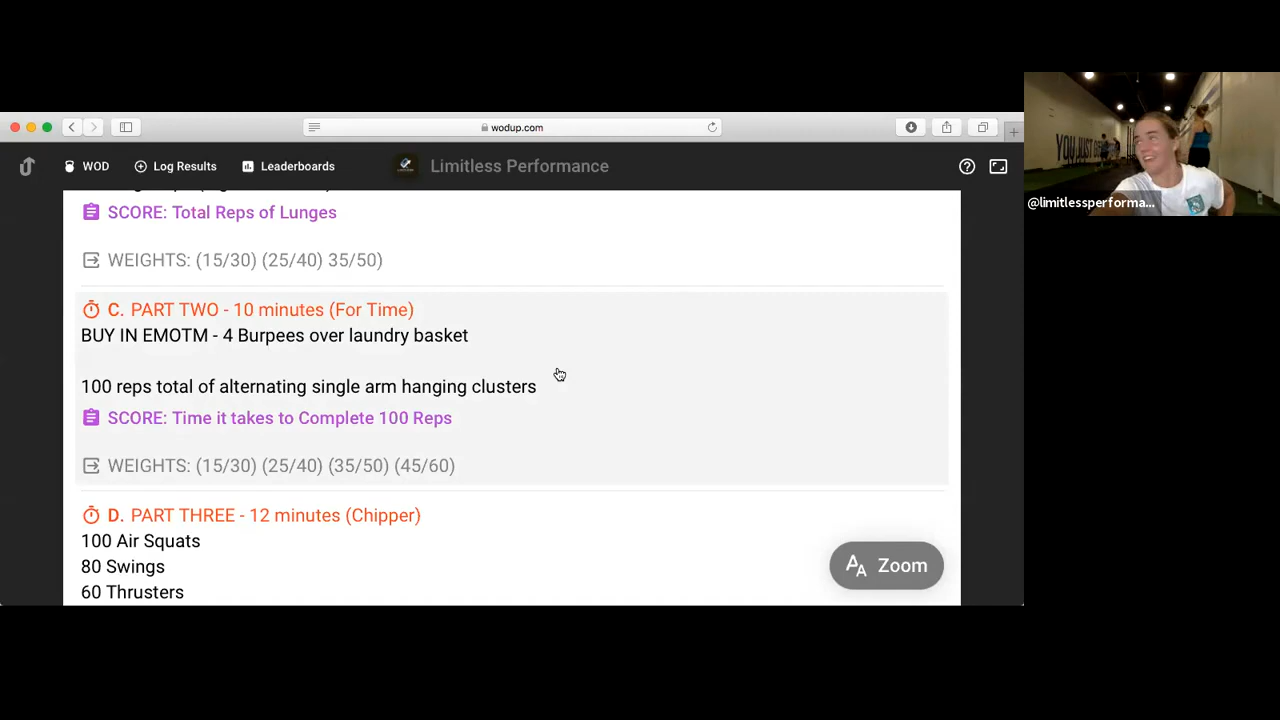 wodup.com
WOD
Log Results
Leaderboards
Limitless Performance
SCORE: Total Reps of Lunges
WEIGHTS: (15/30) (25/40) 35/50)
C. PART TWO - 10 minutes (For Time)
BUY IN EMOTM - 4 Burpees over laundry basket
100 reps total of alternating single arm hanging clusters
SCORE: Time it takes to Complete 100 Reps
WEIGHTS: (15/30) (25/40) (35/50) (45/60)
D. PART THREE - 12 minutes (Chipper)
100 Air Squats
80 Swings
60 Thrusters
AA Zoom
YOU JUST
@limitlessperforma...